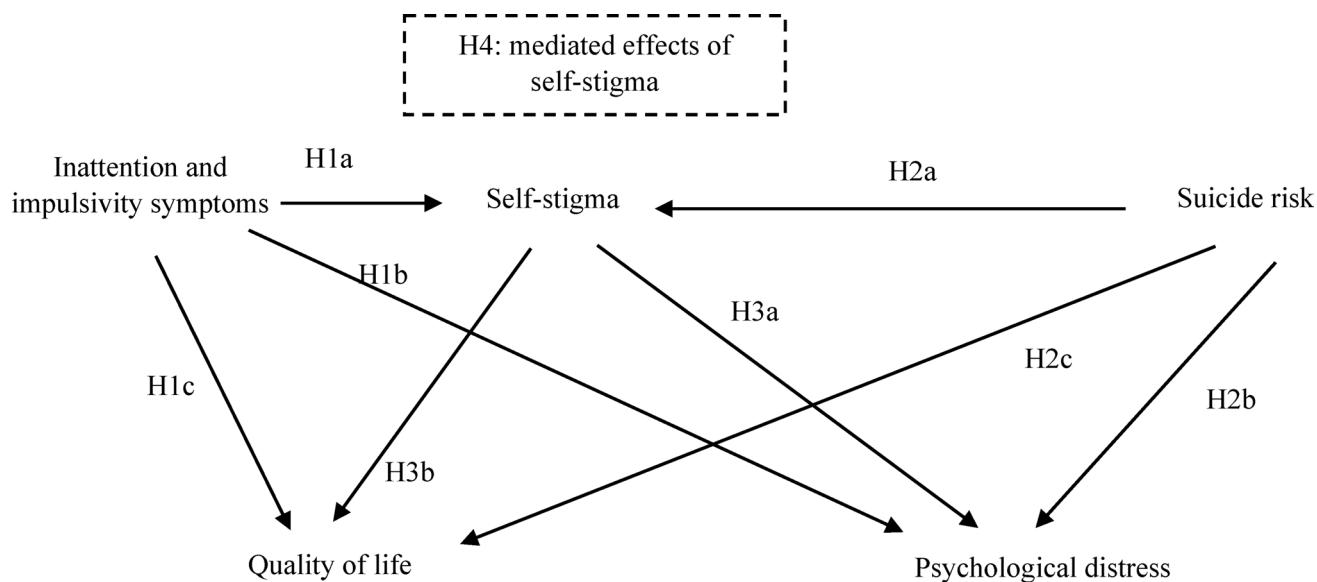 H4: mediated effects of
self-stigma
Inattention and
impulsivity symptoms
H1a
Self-stigma
H2a
Suicide risk
H1b
H3a
H2c
H1c
H2b
H3b
Quality of life
Psychological distress